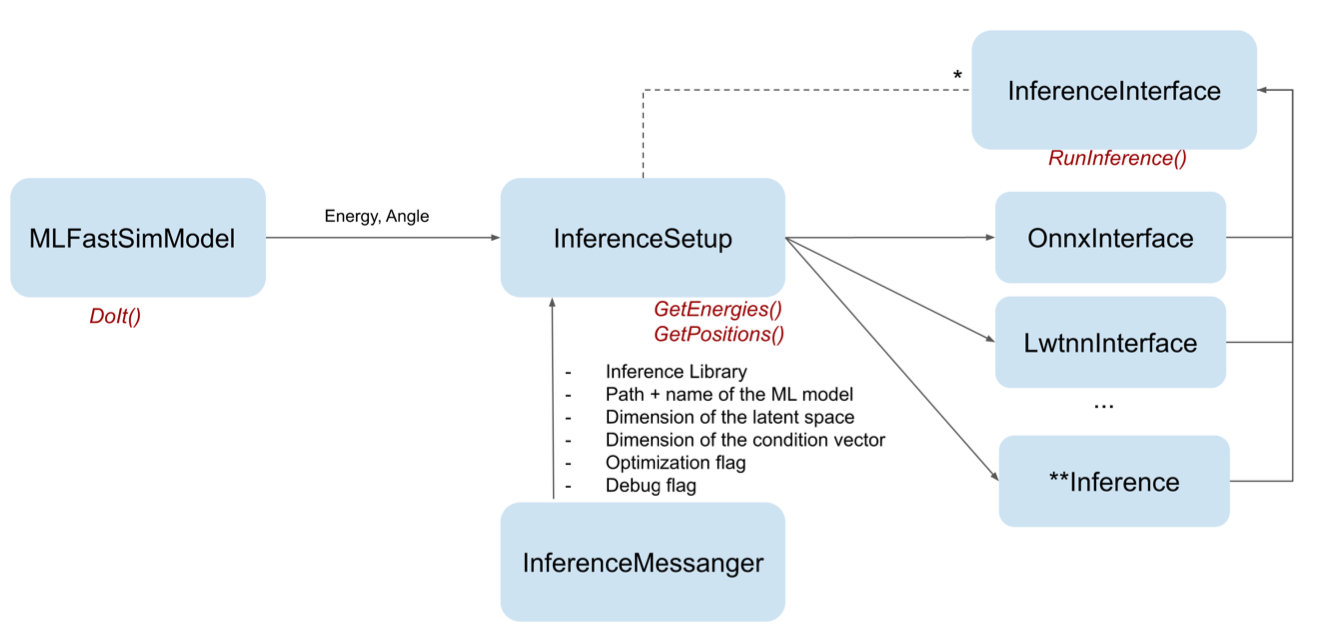 *
InferenceInterface
RunInference()
MLFastSimModel
Energy, Angle
InferenceSetup
OnnxInterface
DoIt()
GetEnergies()
GetPositions()
LwtnnInterface
...
- Inference Library
- Path + name of the ML model
- Dimension of the latent space
- Dimension of the condition vector
- Optimization flag
- Debug flag
**Inference
InferenceMessanger